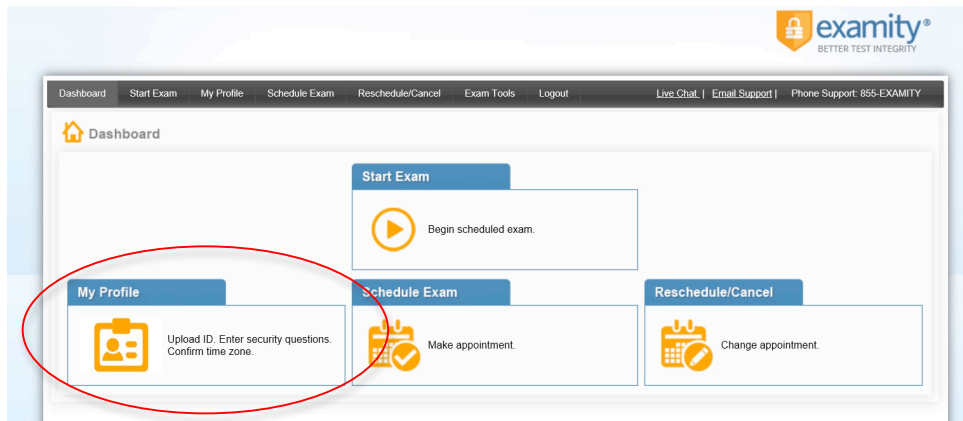 examity®
BETTER TEST INTEGRITY
Dashboard Start Exam My Profile Schedule Exam Reschedule/Cancel Exam Tools Logout Live Chat | Email Support | Phone Support: 855-EXAMITY
Dashboard
Start Exam
Begin scheduled exam.
My Profile
Upload ID. Enter security questions.
Confirm time zone.
Schedule Exam
Make appointment.
Reschedule/Cancel
Change appointment.